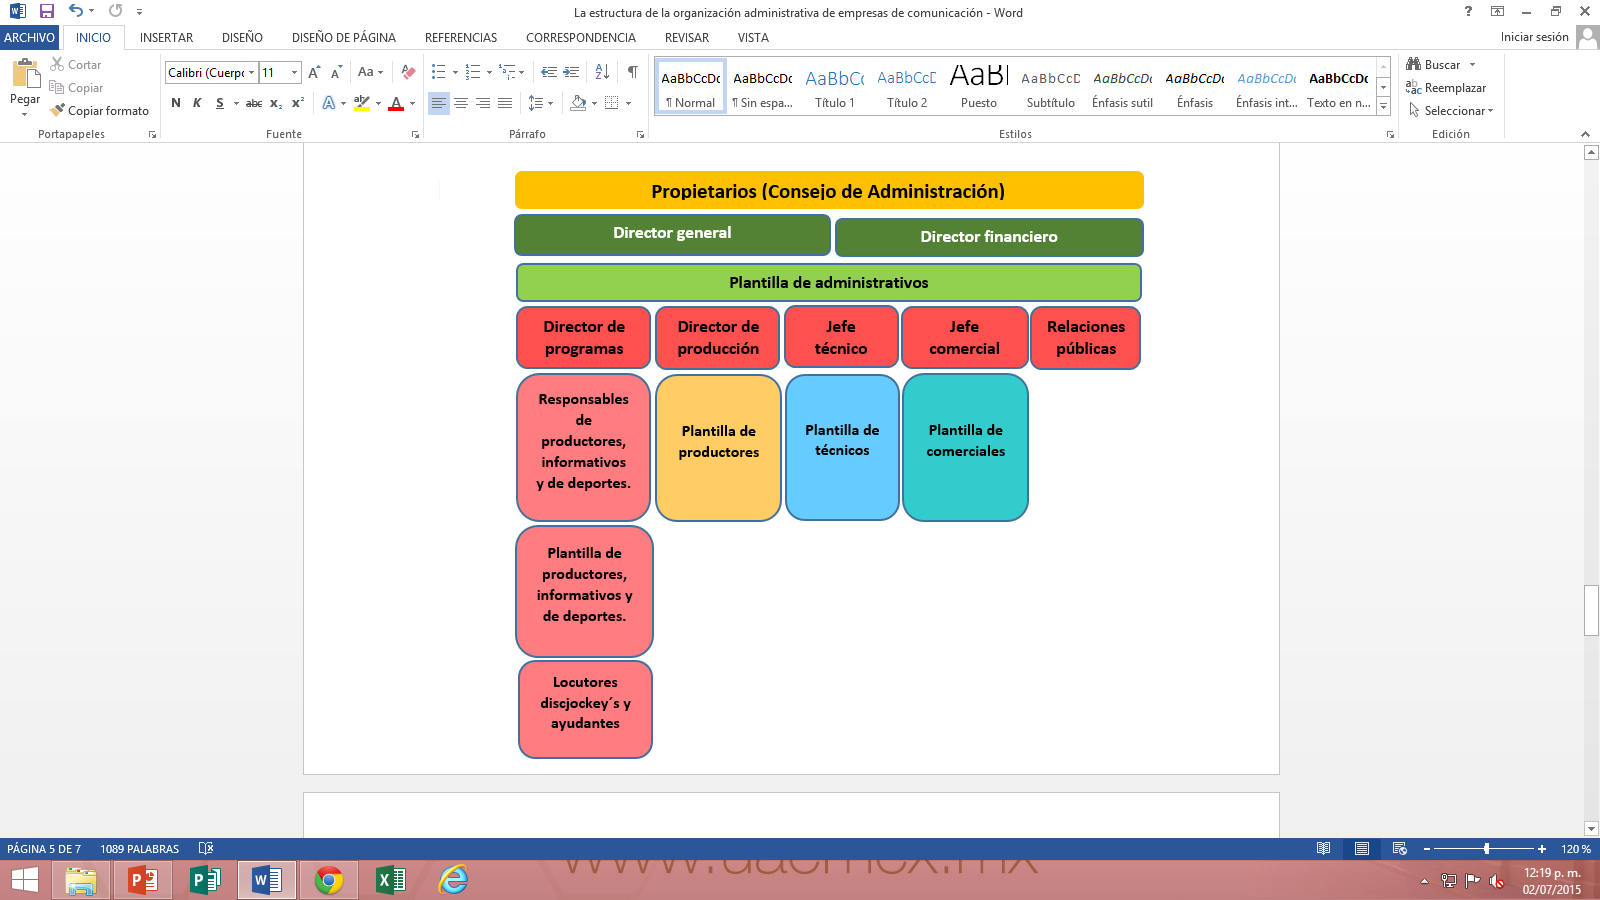 La estructura de la organización administrativa de empresas de comunicación - Word
ARCHIVO INICIO INSERTAR DISEÑO DISEÑO DE PÁGINA REFERENCIAS CORRESPONDENCIA REVISAR VISTA Iniciar sesión
Pegar
Cortar
Copiar
Copiar formato
Portapapeles
Calibri (Cuerpo 11
N K S abc x₂ x²
Fuente
Párrafo
AaBbCcDc AaBbCcDc AaBbCc AaBbCcD AaBl AaBbCcD AaBbCcDc AaBbCcDc AaBbCcDc AaBbCcDc
¶ Normal ¶ Sin espa... Título 1 Título 2 Puesto Subtítulo Énfasis sutil Énfasis Énfasis int... Texto en n...
Estilos
Buscar
Reemplazar
Seleccionar
Edición
Propietarios (Consejo de Administración)
Director general
Director financiero
Plantilla de administrativos
Director de
programas
Director de
producción
Jefe
técnico
Jefe
comercial
Relaciones
públicas
Responsables
de
productores,
informativos
y de deportes.
Plantilla de
productores
Plantilla de
técnicos
Plantilla de
comerciales
Plantilla de
productores,
informativos y
de deportes.
Locutores
discjockey´s y
ayudantes
PÁGINA 5 DE 7 1089 PALABRAS 120 %
12:19 p. m.
02/07/2015